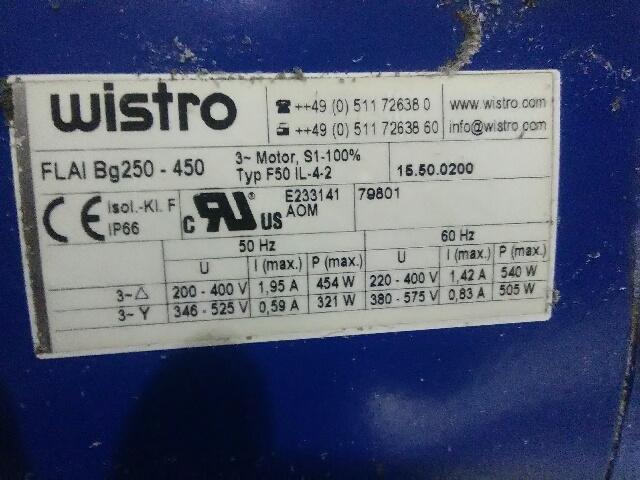 wistro
++49 (0) 511 72638 0
www.wistro.com
++49 (0) 511 72638 60
info@wistro.com
FLAI Bg250 - 450
3~ Motor, S1-100%
Typ F50 IL-4-2
15.50.0200
CE
Isol.-Kl. F
IP66
c RU US
E233141
AOM
79801
50 Hz
60 Hz
U I (max.) P (max.) U I (max.) P (max.)
3~△ 200 - 400 V 1,95 A 454 W 220 - 400 V 1,42 A 540 W
3~ Y 346 - 525 V 0,59 A 321 W 380 - 575 V 0,83 A 505 W